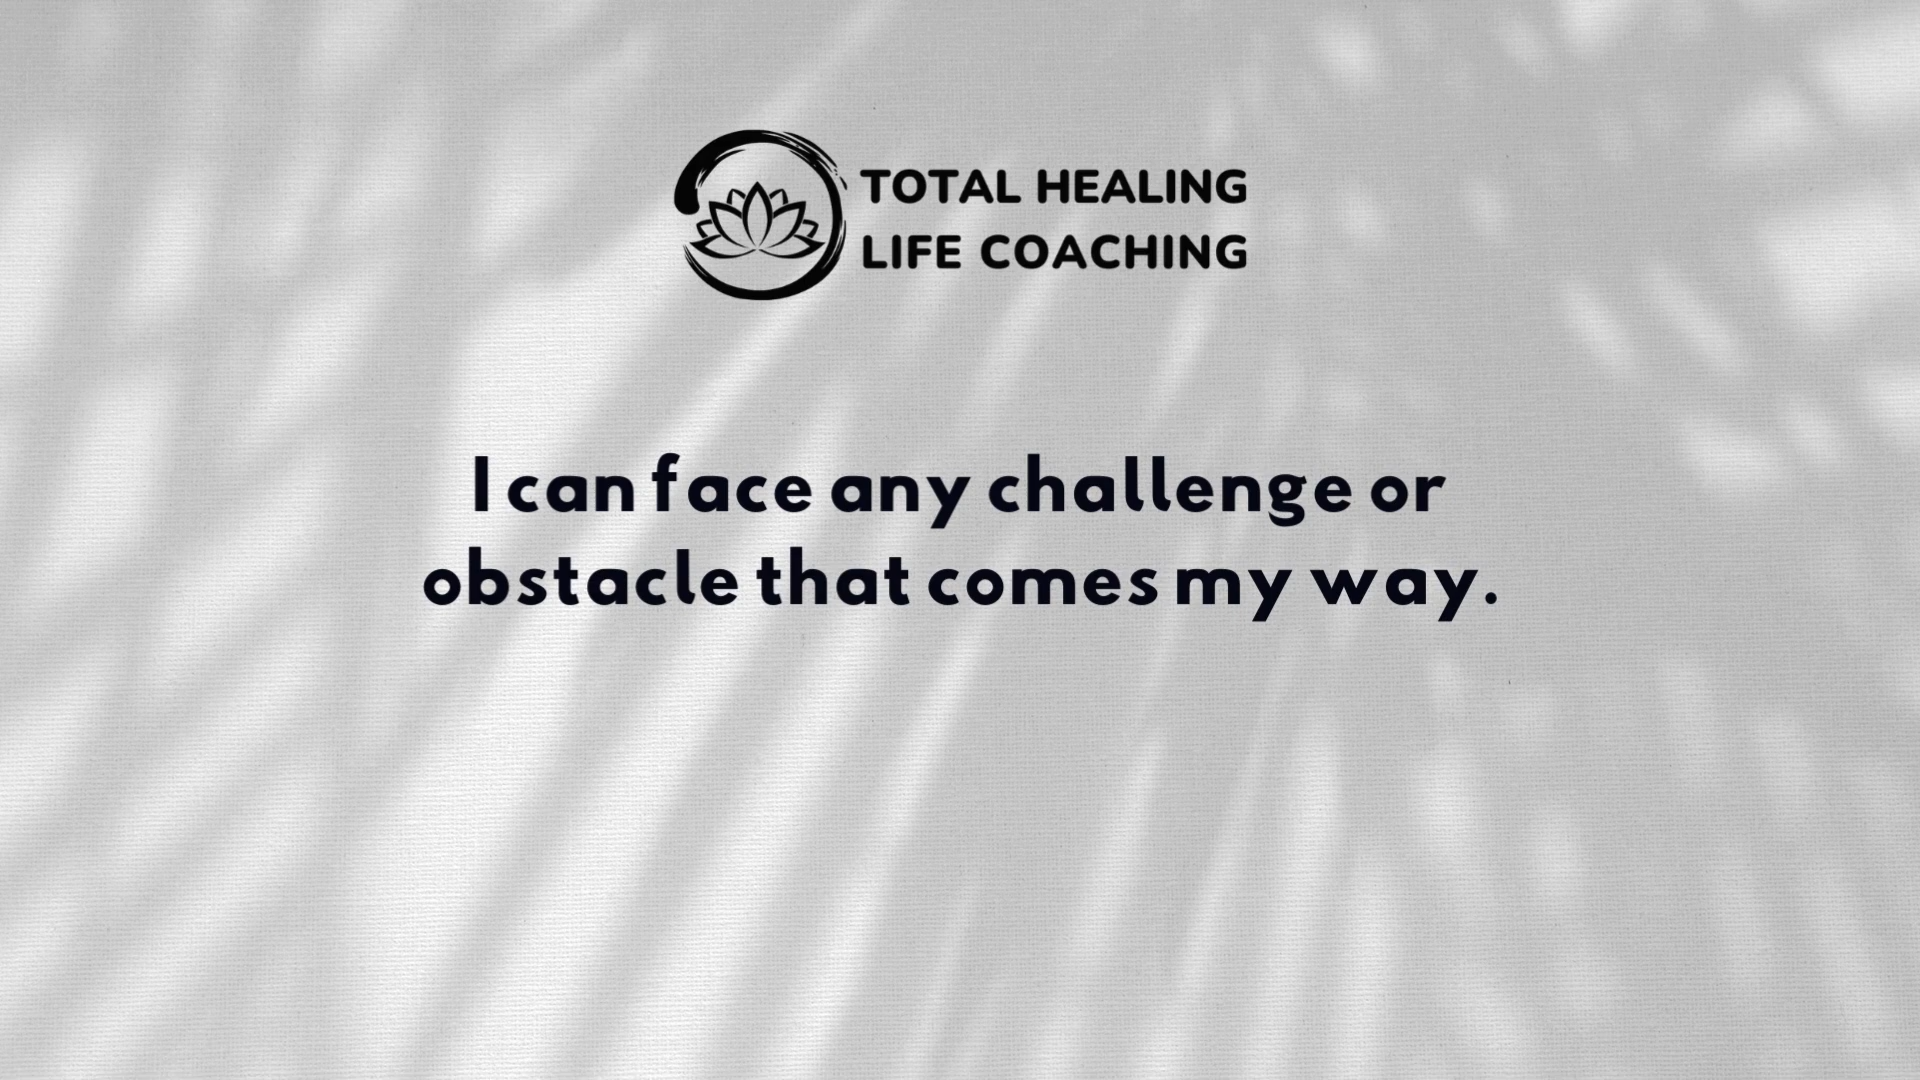 TOTAL HEALING
LIFE COACHING
I can face any challenge or
obstacle that comes my way.